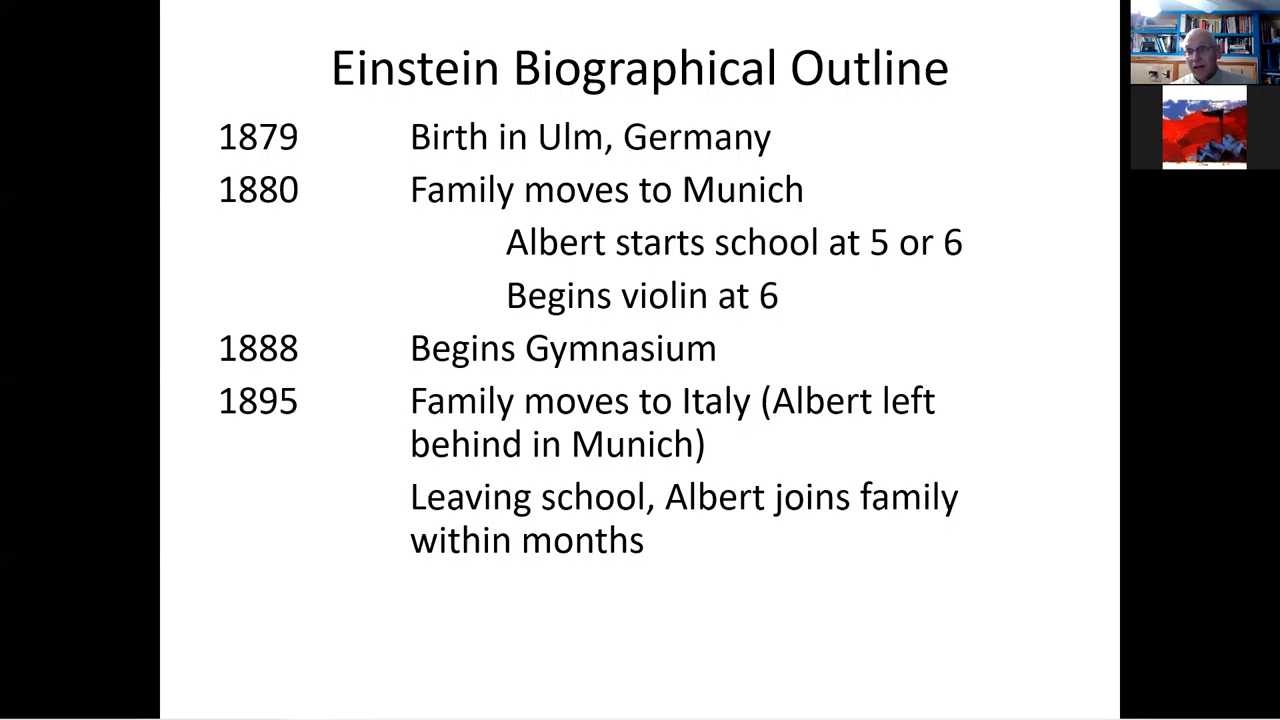 Einstein Biographical Outline
1879 Birth in Ulm, Germany
1880 Family moves to Munich
Albert starts school at 5 or 6
Begins violin at 6
1888 Begins Gymnasium
1895 Family moves to Italy (Albert left
behind in Munich)
Leaving school, Albert joins family
within months